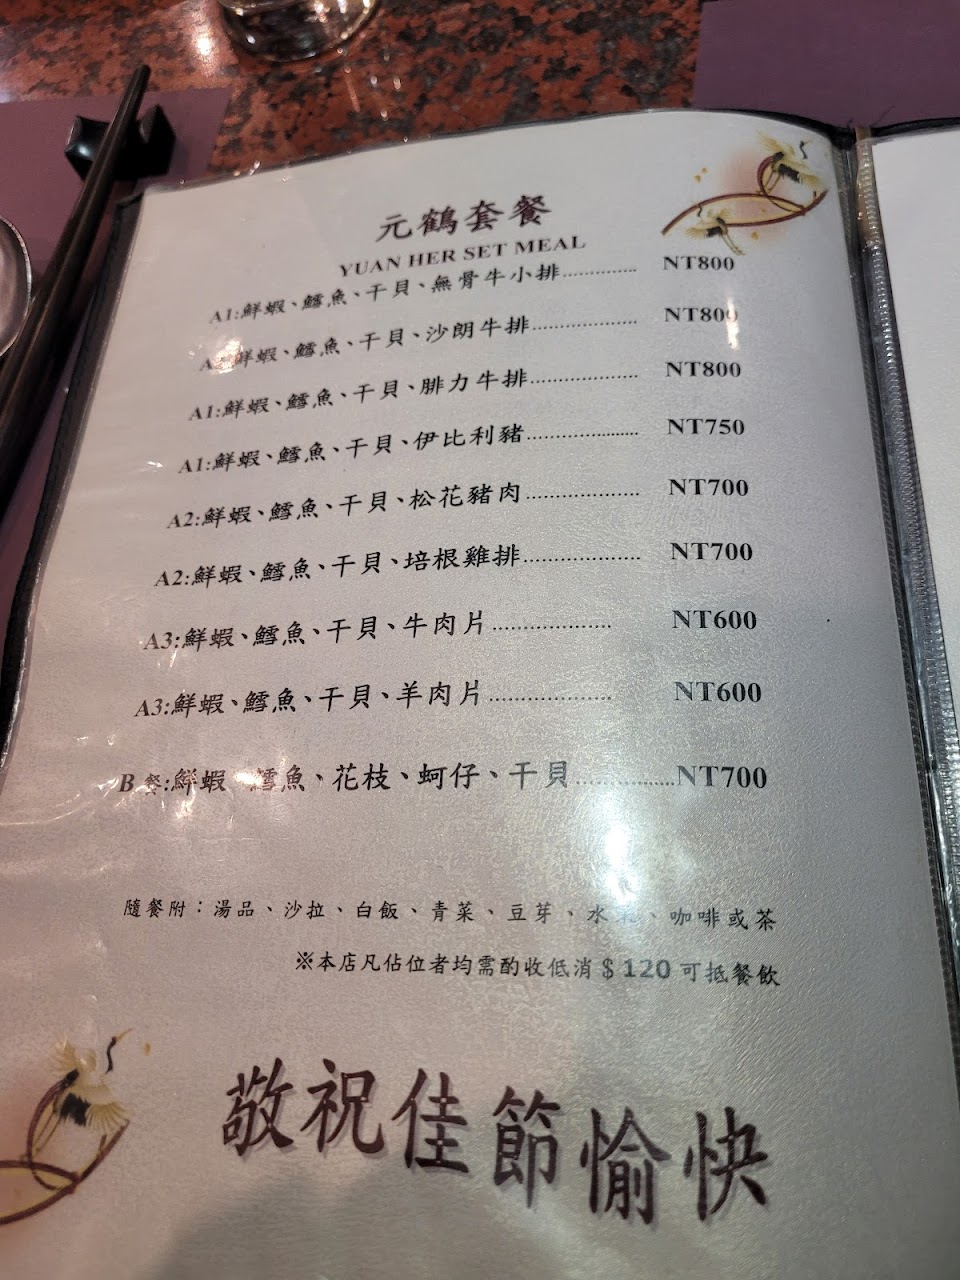 元鶴套餐
YUAN HER SET MEAL
A1:鮮蝦、鱈魚、干貝、無骨牛小排.............. NT800
鮮蝦、鱈魚、干貝、沙朗牛排.................... NT800
A1:鮮蝦、鱈魚、干貝、腓力牛排.................... NT800
A1:鮮蝦、鱈魚、干貝、伊比利豬.................... NT750
A2:鮮蝦、鱈魚、干貝、松花豬肉.................... NT700
A2:鮮蝦、鱈魚、干貝、培根雞排.................... NT700
A3:鮮蝦、鱈魚、干貝、牛肉片.................... NT600
A3:鮮蝦、鱈魚、干貝、羊肉片.................... NT600
B 餐:鮮蝦、鱈魚、花枝、蚵仔、干貝.................NT700
隨餐附：湯品、沙拉、白飯、青菜、豆芽、水、咖啡或茶
※本店凡佔位者均需酌收低消＄120可抵餐飲
敬祝佳節愉快